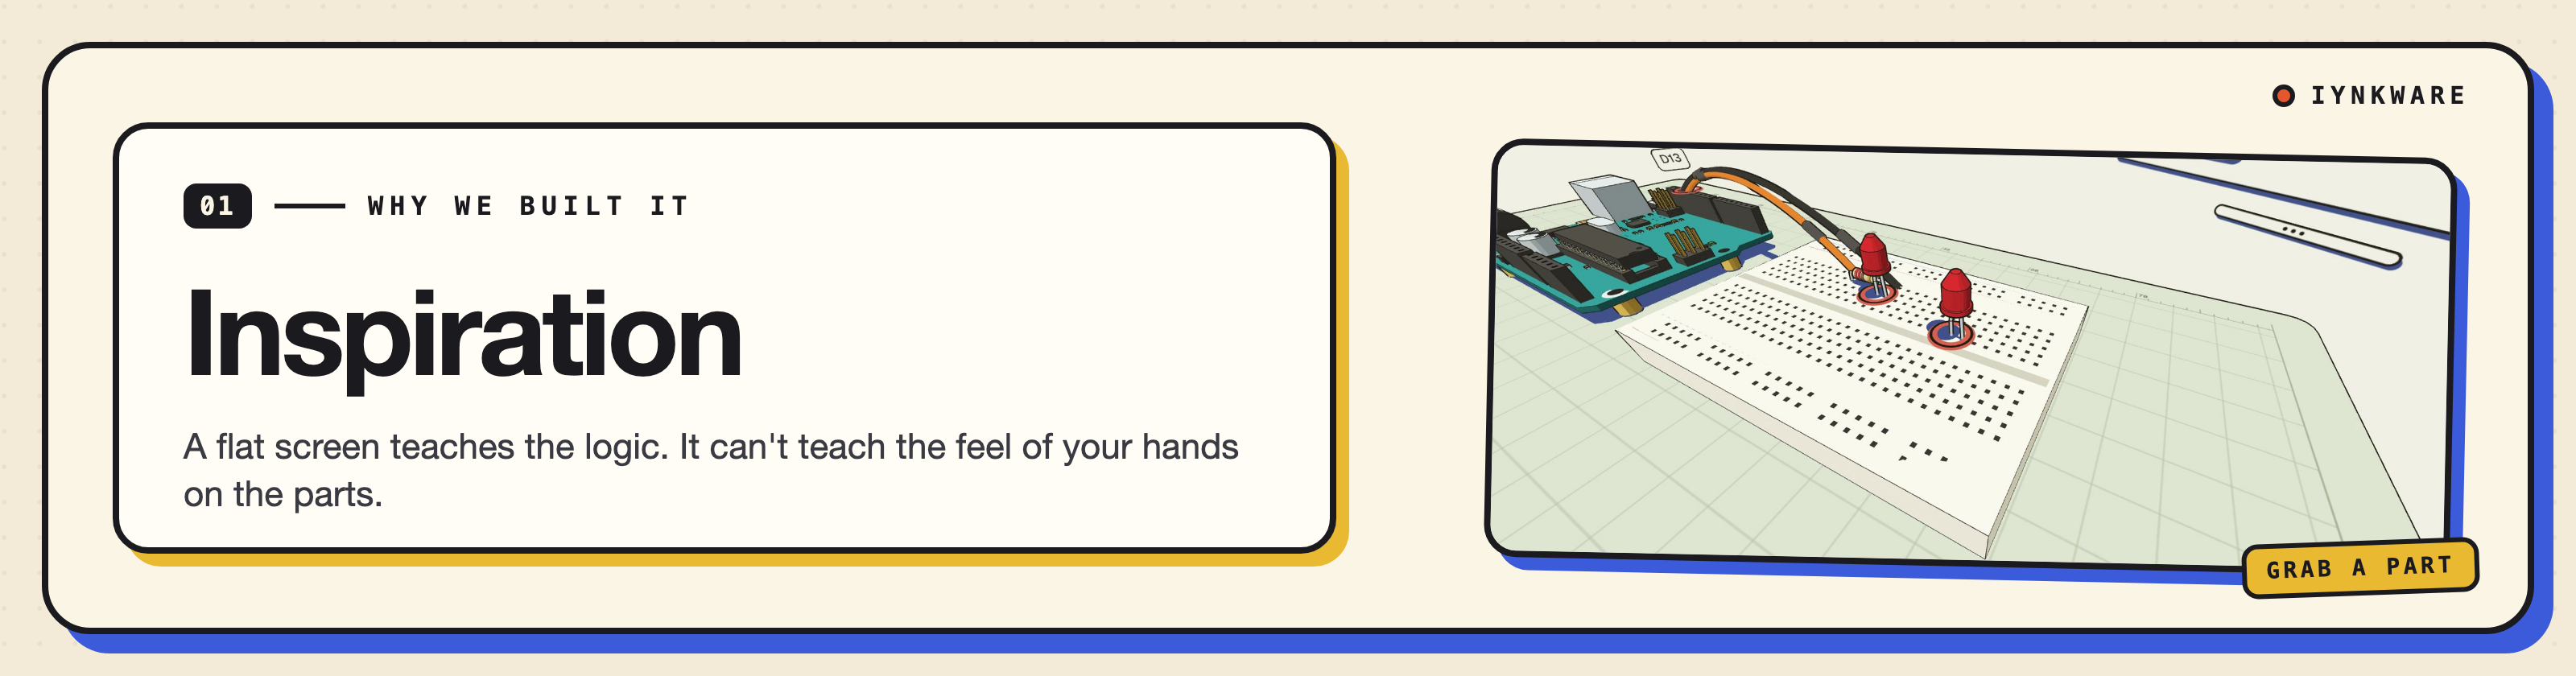 IYNKWARE
01 WHY WE BUILT IT
Inspiration
A flat screen teaches the logic. It can't teach the feel of your hands
on the parts.
D13
GRAB A PART